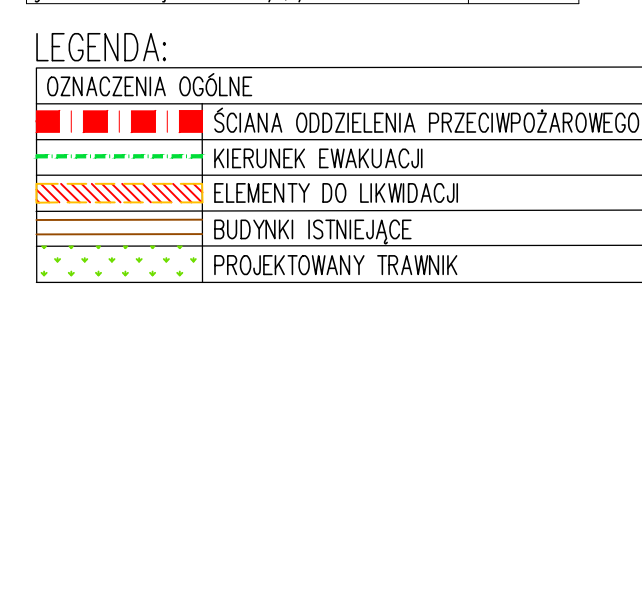 LEGENDA:
OZNACZENIA OGÓLNE
ŚCIANA ODDZIELENIA PRZECIWPOŻAROWEGO
KIERUNEK EWAKUACJI
ELEMENTY DO LIKWIDACJI
BUDYNKI ISTNIEJĄCE
PROJEKTOWANY TRAWNIK